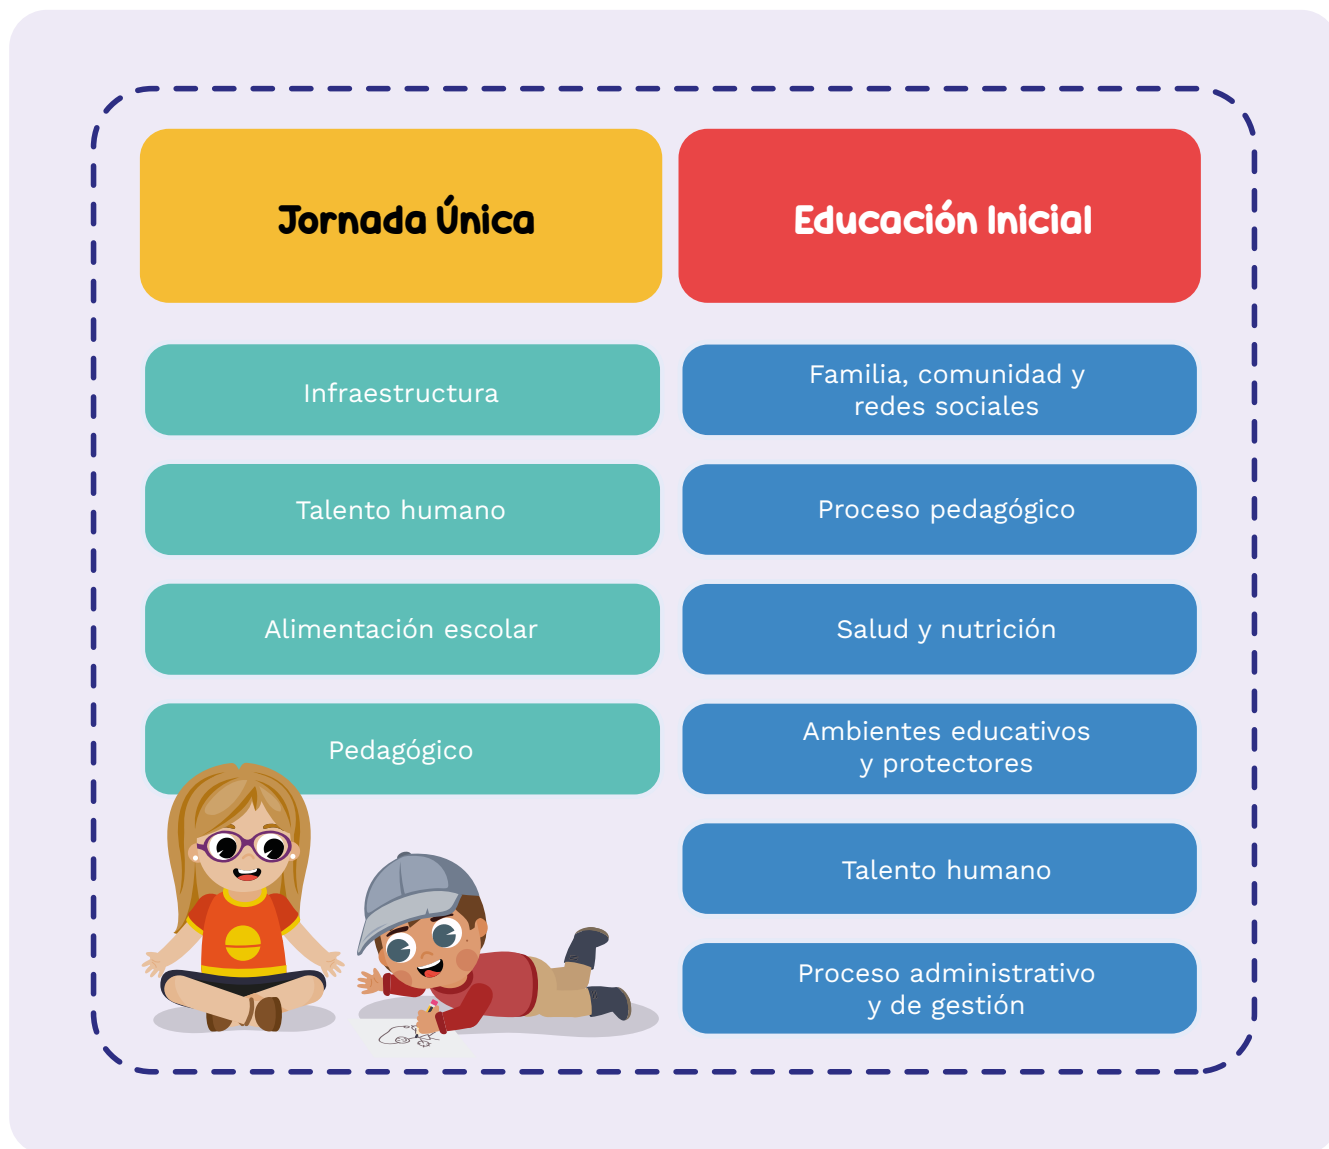 Jornada Única
Educación Inicial
Infraestructura
Talento humano
Alimentación escolar
Pedagógico
Familia, comunidad y
redes sociales
Proceso pedagógico
Salud y nutrición
Ambientes educativos
y protectores
Talento humano
Proceso administrativo
y de gestión